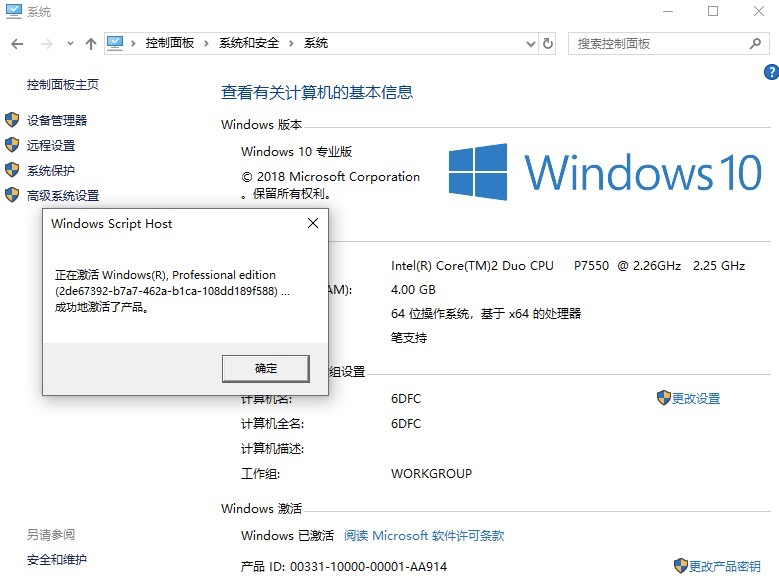 系统
控制面板 系统和安全 系统
搜索控制面板
?
控制面板主页
设备管理器
远程设置
系统保护
高级系统设置
查看有关计算机的基本信息
Windows 版本
Windows 10 专业版
© 2018 Microsoft Corporation
。保留所有权利。
Windows 10
Windows Script Host
正在激活 Windows(R), Professional edition
(2de67392-b7a7-462a-b1ca-108dd189f588) ...
成功地激活了产品。
确定
Intel(R) Core(TM)2 Duo CPU P7550 @ 2.26GHz 2.25 GHz
AM): 4.00 GB
64 位操作系统，基于 x64 的处理器
笔支持
组设置
计算机名: 6DFC
更改设置
计算机全名: 6DFC
计算机描述:
工作组: WORKGROUP
Windows 激活
Windows 已激活 阅读 Microsoft 软件许可条款
产品 ID: 00331-10000-00001-AA914
更改产品密钥
另请参阅
安全和维护